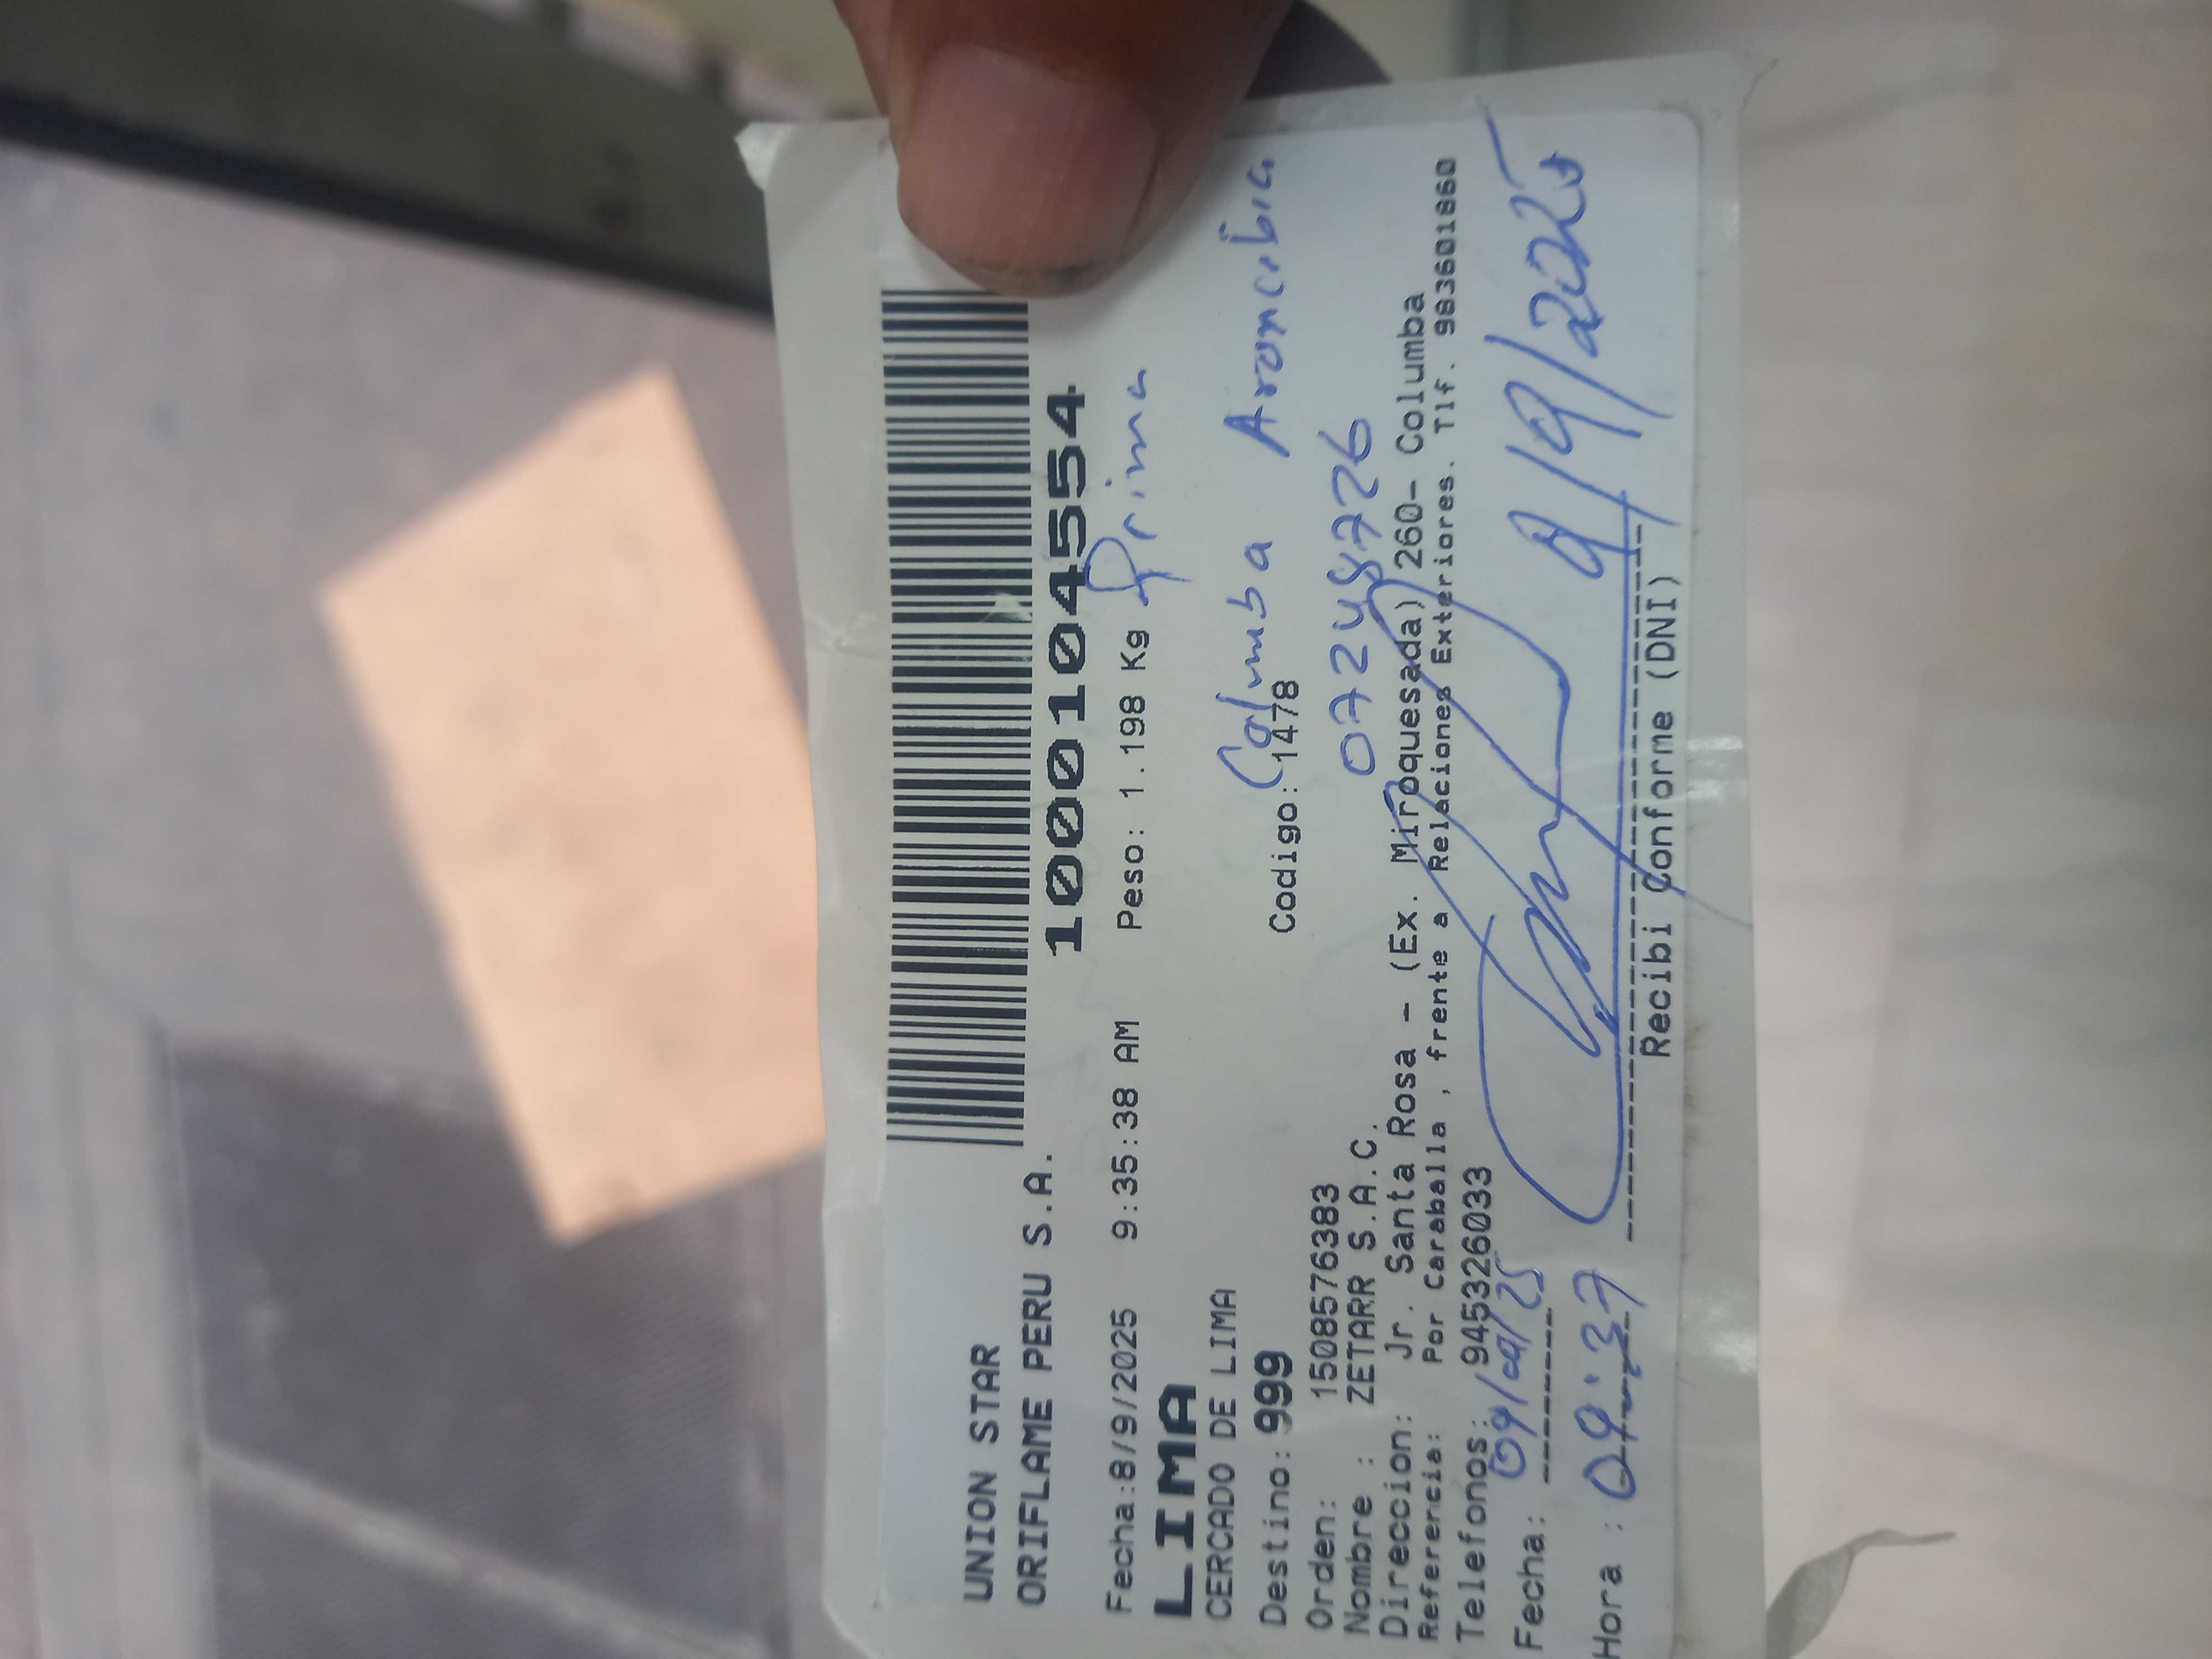 UNION STAR
ORIFLAME PERU S.A.
1000104554
Fecha:8/9/2025 9:35:38 AM Peso: 1.198 Kg Prima
LIMA
CERCADO DE LIMA
Columba Aroncibia
Destino: 999 Codigo: 1478
07248726
Orden: 1508576383
Nombre : ZETARR S.A.C.
Direccion: Jr. Santa Rosa - (Ex. Miroquesada) 260- Columba
Referencia: Por Caraballa , frente a Relaciones Exteriores. Tlf. 983601860
Telefonos: 945326033
Fecha: 09/09/25 9/9/2025
Hora : 09:37
Recibi Conforme (DNI)